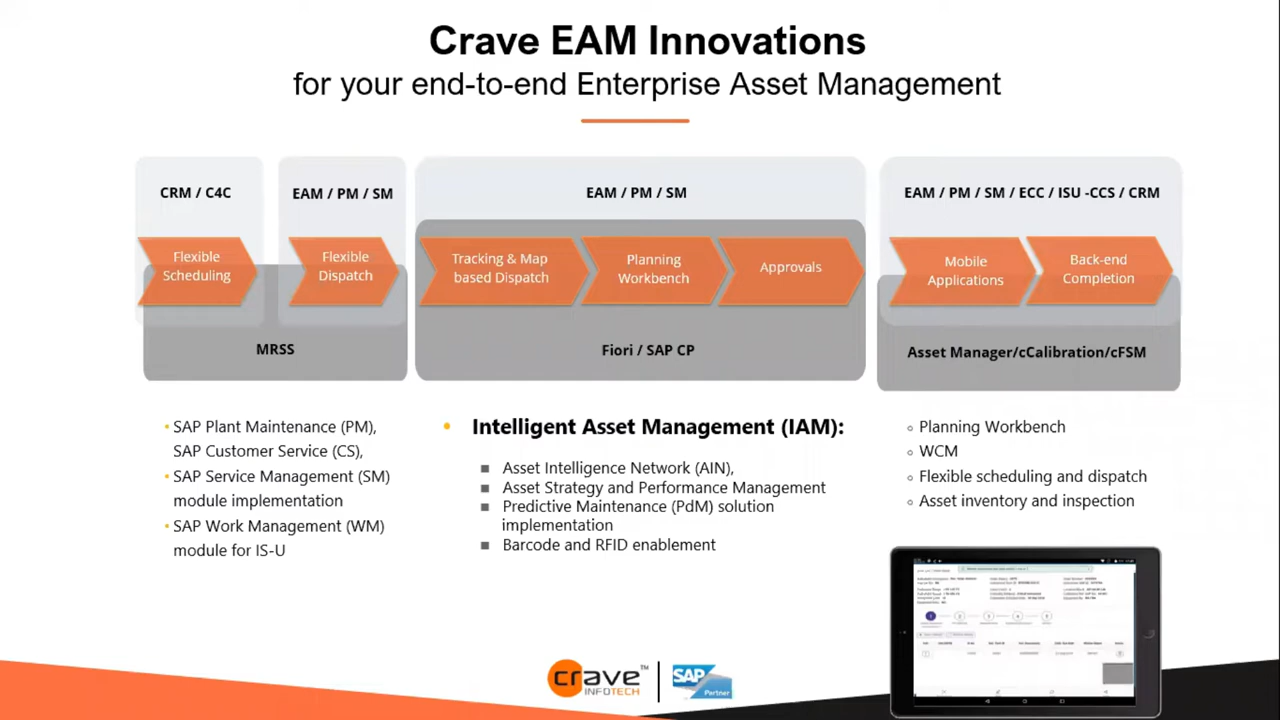 Crave EAM Innovations
for your end-to-end Enterprise Asset Management
CRM / C4C
EAM / PM / SM
EAM / PM / SM
EAM / PM / SM / ECC / ISU -CCS / CRM
Flexible
Scheduling
Flexible
Dispatch
Tracking & Map
based Dispatch
Planning
Workbench
Approvals
Mobile
Applications
Back-end
Completion
MRSS
Fiori / SAP CP
Asset Manager/cCalibration/cFSM
SAP Plant Maintenance (PM),
SAP Customer Service (CS),
SAP Service Management (SM)
module implementation
SAP Work Management (WM)
module for IS-U
Intelligent Asset Management (IAM):
Asset Intelligence Network (AIN),
Asset Strategy and Performance Management
Predictive Maintenance (PdM) solution
implementation
Barcode and RFID enablement
Planning Workbench
WCM
Flexible scheduling and dispatch
Asset inventory and inspection
crave™
INFOTECH
SAP
Partner